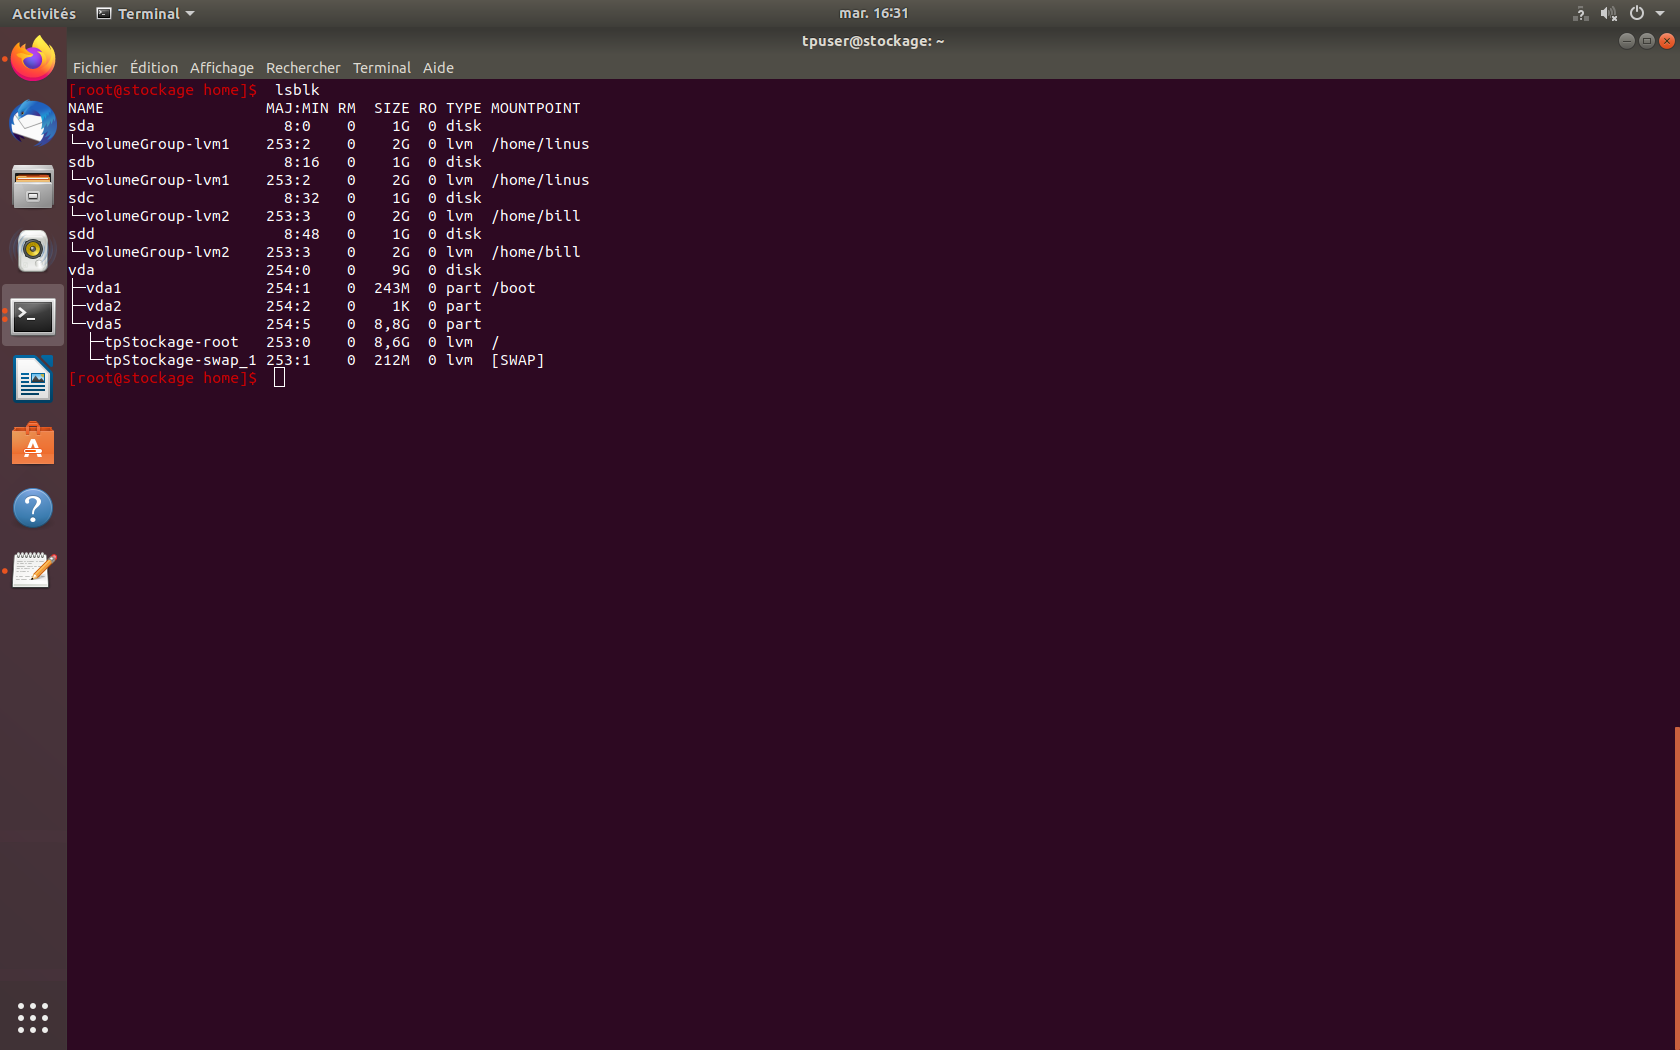 Activités Terminal mar. 16:31
tpuser@stockage: ~
Fichier Édition Affichage Rechercher Terminal Aide
[root@stockage home]$ lsblk
NAME MAJ:MIN RM SIZE RO TYPE MOUNTPOINT
sda 8:0 0 1G 0 disk
└─volumeGroup-lvm1 253:2 0 2G 0 lvm /home/linus
sdb 8:16 0 1G 0 disk
└─volumeGroup-lvm1 253:2 0 2G 0 lvm /home/linus
sdc 8:32 0 1G 0 disk
└─volumeGroup-lvm2 253:3 0 2G 0 lvm /home/bill
sdd 8:48 0 1G 0 disk
└─volumeGroup-lvm2 253:3 0 2G 0 lvm /home/bill
vda 254:0 0 9G 0 disk
├─vda1 254:1 0 243M 0 part /boot
├─vda2 254:2 0 1K 0 part
└─vda5 254:5 0 8,8G 0 part
├─tpStockage-root 253:0 0 8,6G 0 lvm /
└─tpStockage-swap_1 253:1 0 212M 0 lvm [SWAP]
[root@stockage home]$